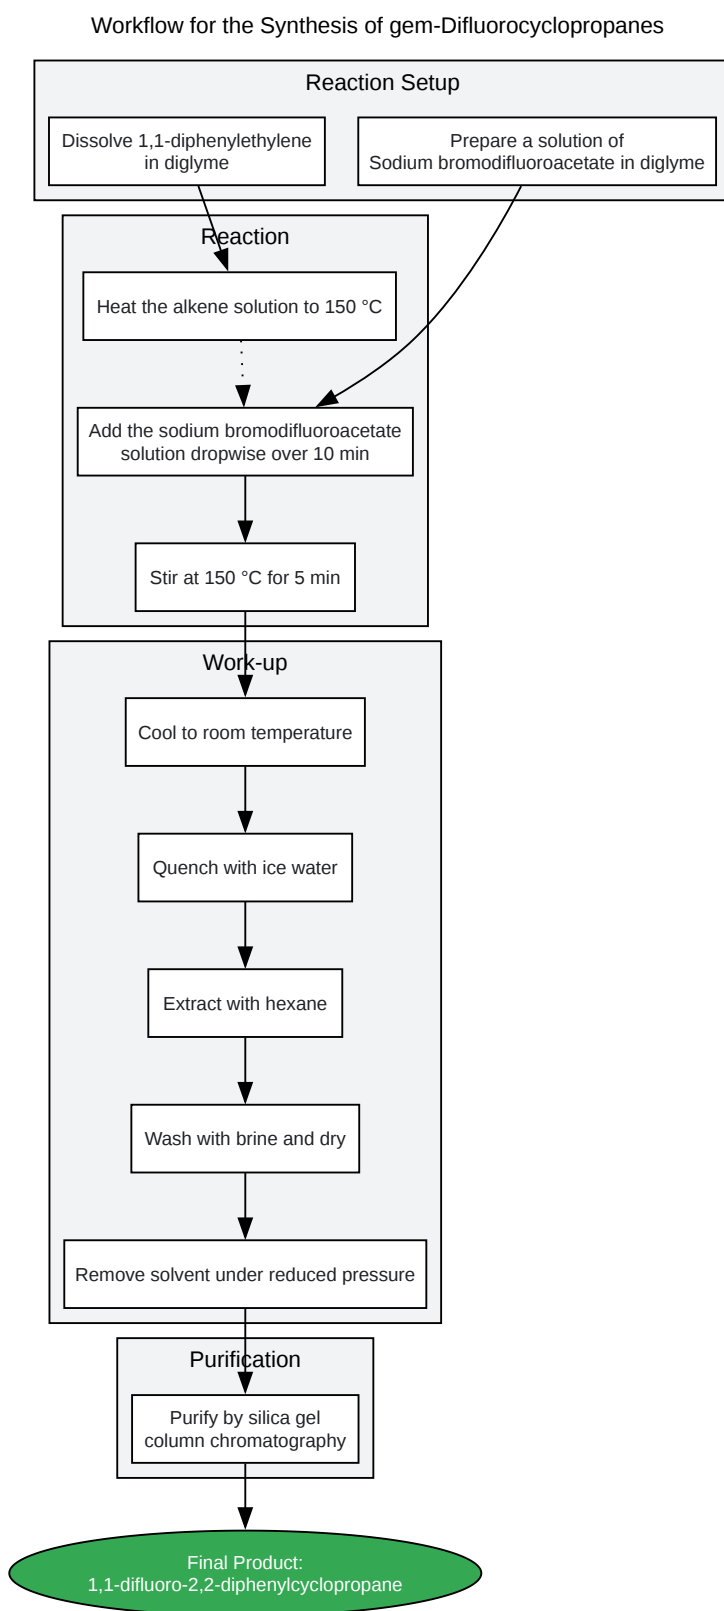 Workflow for the Synthesis of gem-Difluorocyclopropanes
Reaction Setup
Dissolve 1,1-diphenylethylene
in diglyme
Prepare a solution of
Sodium bromodifluoroacetate in diglyme
Reaction
Heat the alkene solution to 150 °C
Add the sodium bromodifluoroacetate
solution dropwise over 10 min
Stir at 150 °C for 5 min
Work-up
Cool to room temperature
Quench with ice water
Extract with hexane
Wash with brine and dry
Remove solvent under reduced pressure
Purification
Purify by silica gel
column chromatography
Final Product:
1,1-difluoro-2,2-diphenylcyclopropane